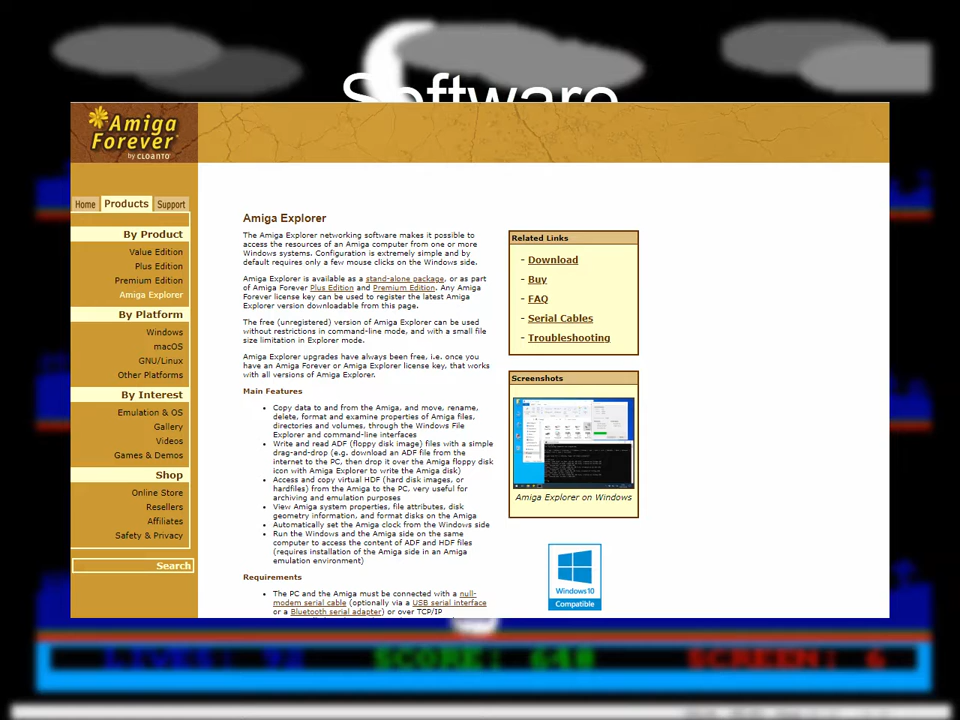 Software
Amiga
Forever
by CLOANTO
Home Products Support
By Product
Value Edition
Plus Edition
Premium Edition
Amiga Explorer
By Platform
Windows
macOS
GNU/Linux
Other Platforms
By Interest
Emulation & OS
Gallery
Videos
Games & Demos
Shop
Online Store
Resellers
Affiliates
Safety & Privacy
Search
Amiga Explorer
The Amiga Explorer networking software makes it possible to
access the resources of an Amiga computer from one or more
Windows systems. Configuration is extremely simple and by
default requires only a few mouse clicks on the Windows side.
Amiga Explorer is available as a stand-alone package, or as part
of Amiga Forever Plus Edition and Premium Edition. Any Amiga
Forever license key can be used to register the latest Amiga
Explorer version downloadable from this page.
The free (unregistered) version of Amiga Explorer can be used
without restrictions in command-line mode, and with a small file
size limitation in Explorer mode.
Amiga Explorer upgrades have always been free, i.e. once you
have an Amiga Forever or Amiga Explorer license key, that works
with all versions of Amiga Explorer.
Main Features
• Copy data to and from the Amiga, and move, rename,
delete, format and examine properties of Amiga files,
directories and volumes, through the Windows File
Explorer and command-line interfaces
• Write and read ADF (floppy disk image) files with a simple
drag-and-drop (e.g. download an ADF file from the
internet to the PC, then drop it over the Amiga floppy disk
icon with Amiga Explorer to write the Amiga disk)
• Access and copy virtual HDF (hard disk images, or
hardfiles) from the Amiga to the PC, very useful for
archiving and emulation purposes
• View Amiga system properties, file attributes, disk
geometry information, and format disks on the Amiga
• Automatically set the Amiga clock from the Windows side
• Run the Windows and the Amiga side on the same
computer to access the content of ADF and HDF files
(requires installation of the Amiga side in an Amiga
emulation environment)
Requirements
• The PC and the Amiga must be connected with a null-
modem serial cable (optionally via a USB serial interface
or a Bluetooth serial adapter) or over TCP/IP
Related Links
- Download
- Buy
- FAQ
- Serial Cables
- Troubleshooting
Screenshots
Amiga Explorer on Windows
Windows10
Compatible
LIVES: 92 SCORE: 640 SCREEN: 6